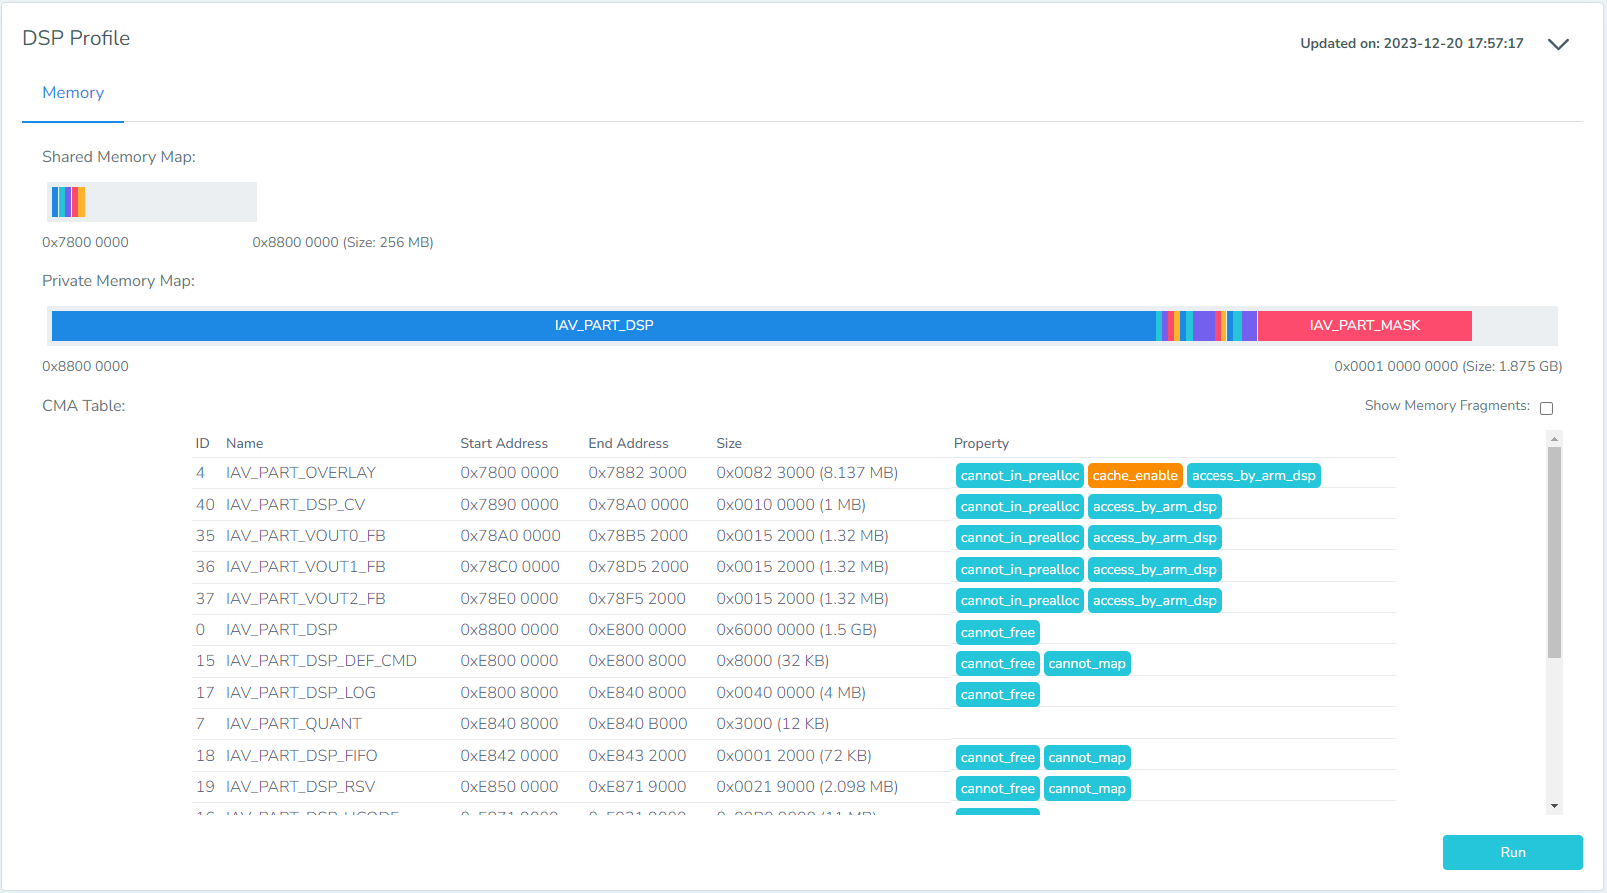 DSP Profile
Updated on: 2023-12-20 17:57:17
Memory
Shared Memory Map:
0x7800 0000 0x8800 0000 (Size: 256 MB)
Private Memory Map:
IAV_PART_DSP IAV_PART_MASK
0x8800 0000 0x0001 0000 0000 (Size: 1.875 GB)
CMA Table: Show Memory Fragments:
ID Name Start Address End Address Size Property
4 IAV_PART_OVERLAY 0x7800 0000 0x7882 3000 0x0082 3000 (8.137 MB) cannot_in_prealloc cache_enable access_by_arm_dsp
40 IAV_PART_DSP_CV 0x7890 0000 0x78A0 0000 0x0010 0000 (1 MB) cannot_in_prealloc access_by_arm_dsp
35 IAV_PART_VOUT0_FB 0x78A0 0000 0x78B5 2000 0x0015 2000 (1.32 MB) cannot_in_prealloc access_by_arm_dsp
36 IAV_PART_VOUT1_FB 0x78C0 0000 0x78D5 2000 0x0015 2000 (1.32 MB) cannot_in_prealloc access_by_arm_dsp
37 IAV_PART_VOUT2_FB 0x78E0 0000 0x78F5 2000 0x0015 2000 (1.32 MB) cannot_in_prealloc access_by_arm_dsp
0 IAV_PART_DSP 0x8800 0000 0xE800 0000 0x6000 0000 (1.5 GB) cannot_free
15 IAV_PART_DSP_DEF_CMD 0xE800 0000 0xE800 8000 0x8000 (32 KB) cannot_free cannot_map
17 IAV_PART_DSP_LOG 0xE800 8000 0xE840 8000 0x0040 0000 (4 MB) cannot_free
7 IAV_PART_QUANT 0xE840 8000 0xE840 B000 0x3000 (12 KB)
18 IAV_PART_DSP_FIFO 0xE842 0000 0xE843 2000 0x0001 2000 (72 KB) cannot_free cannot_map
19 IAV_PART_DSP_RSV 0xE850 0000 0xE871 9000 0x0021 9000 (2.098 MB) cannot_free cannot_map
Run